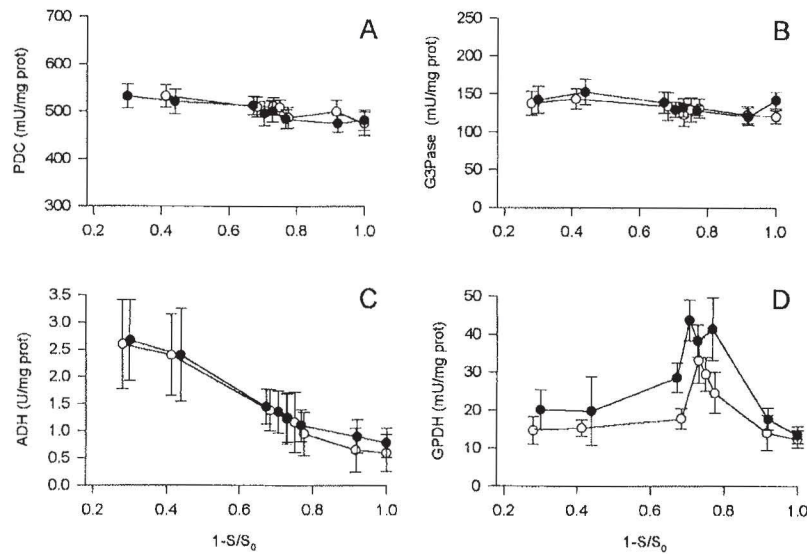 A
PDC (mU/mg prot)
700
600
500
400
300
0.2 0.4 0.6 0.8 1.0
B
G3Pase (mU/mg prot)
250
200
150
100
50
0
0.2 0.4 0.6 0.8 1.0
C
ADH (U/mg prot)
3.5
3.0
2.5
2.0
1.5
1.0
0.5
0.0
0.2 0.4 0.6 0.8 1.0
1-S/S₀
D
GPDH (mU/mg prot)
50
40
30
20
10
0
0.2 0.4 0.6 0.8 1.0
1-S/S₀